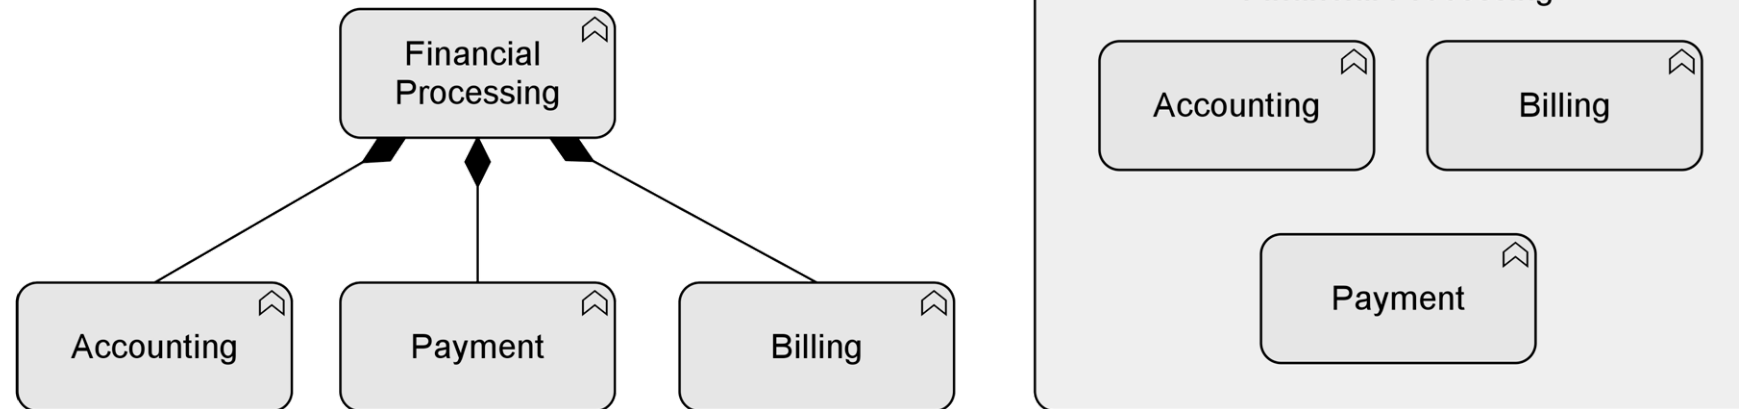 Financial
Processing
Accounting
Payment
Billing
Accounting
Billing
Payment